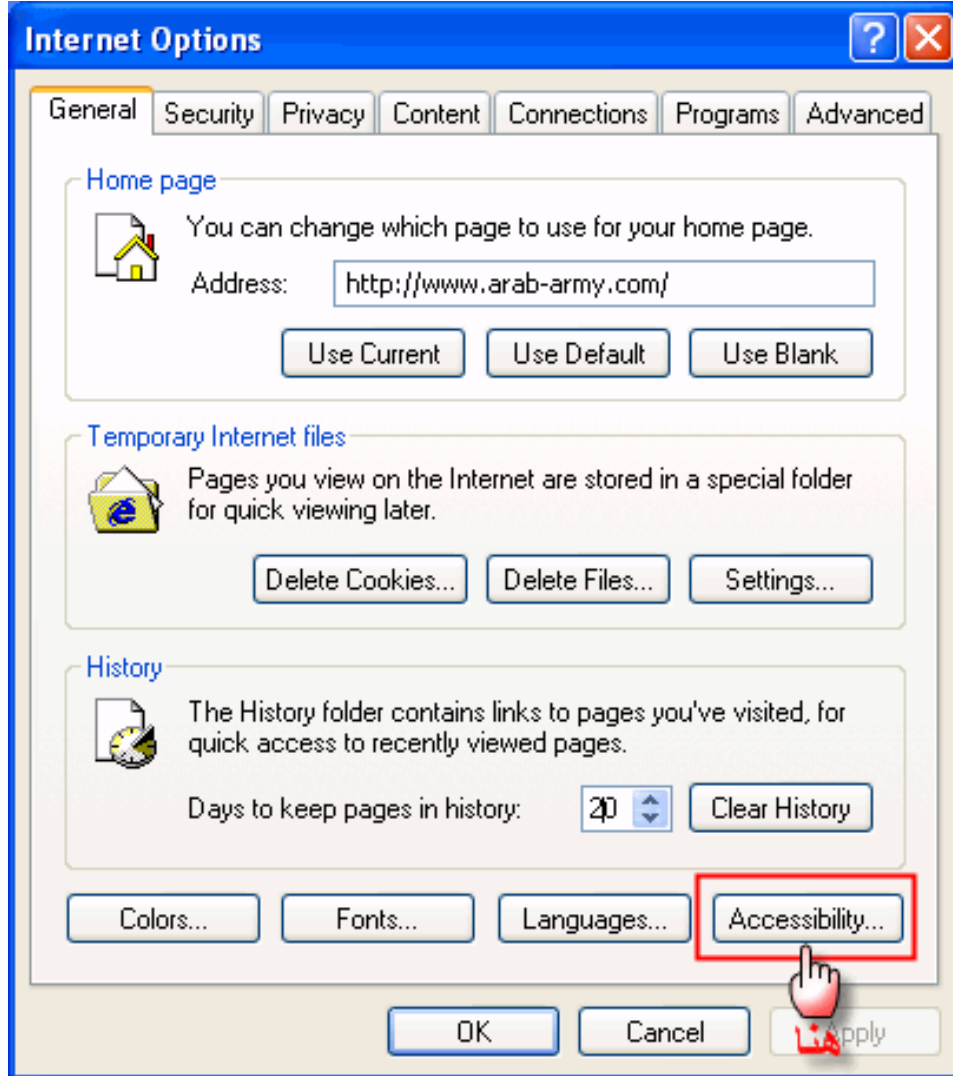 Internet Options
General Security Privacy Content Connections Programs Advanced
Home page
You can change which page to use for your home page.
Address: http://www.arab-army.com/
Use Current Use Default Use Blank
Temporary Internet files
Pages you view on the Internet are stored in a special folder
for quick viewing later.
Delete Cookies... Delete Files... Settings...
History
The History folder contains links to pages you've visited, for
quick access to recently viewed pages.
Days to keep pages in history: 20 Clear History
Colors... Fonts... Languages... Accessibility...
OK Cancel Apply
هنا